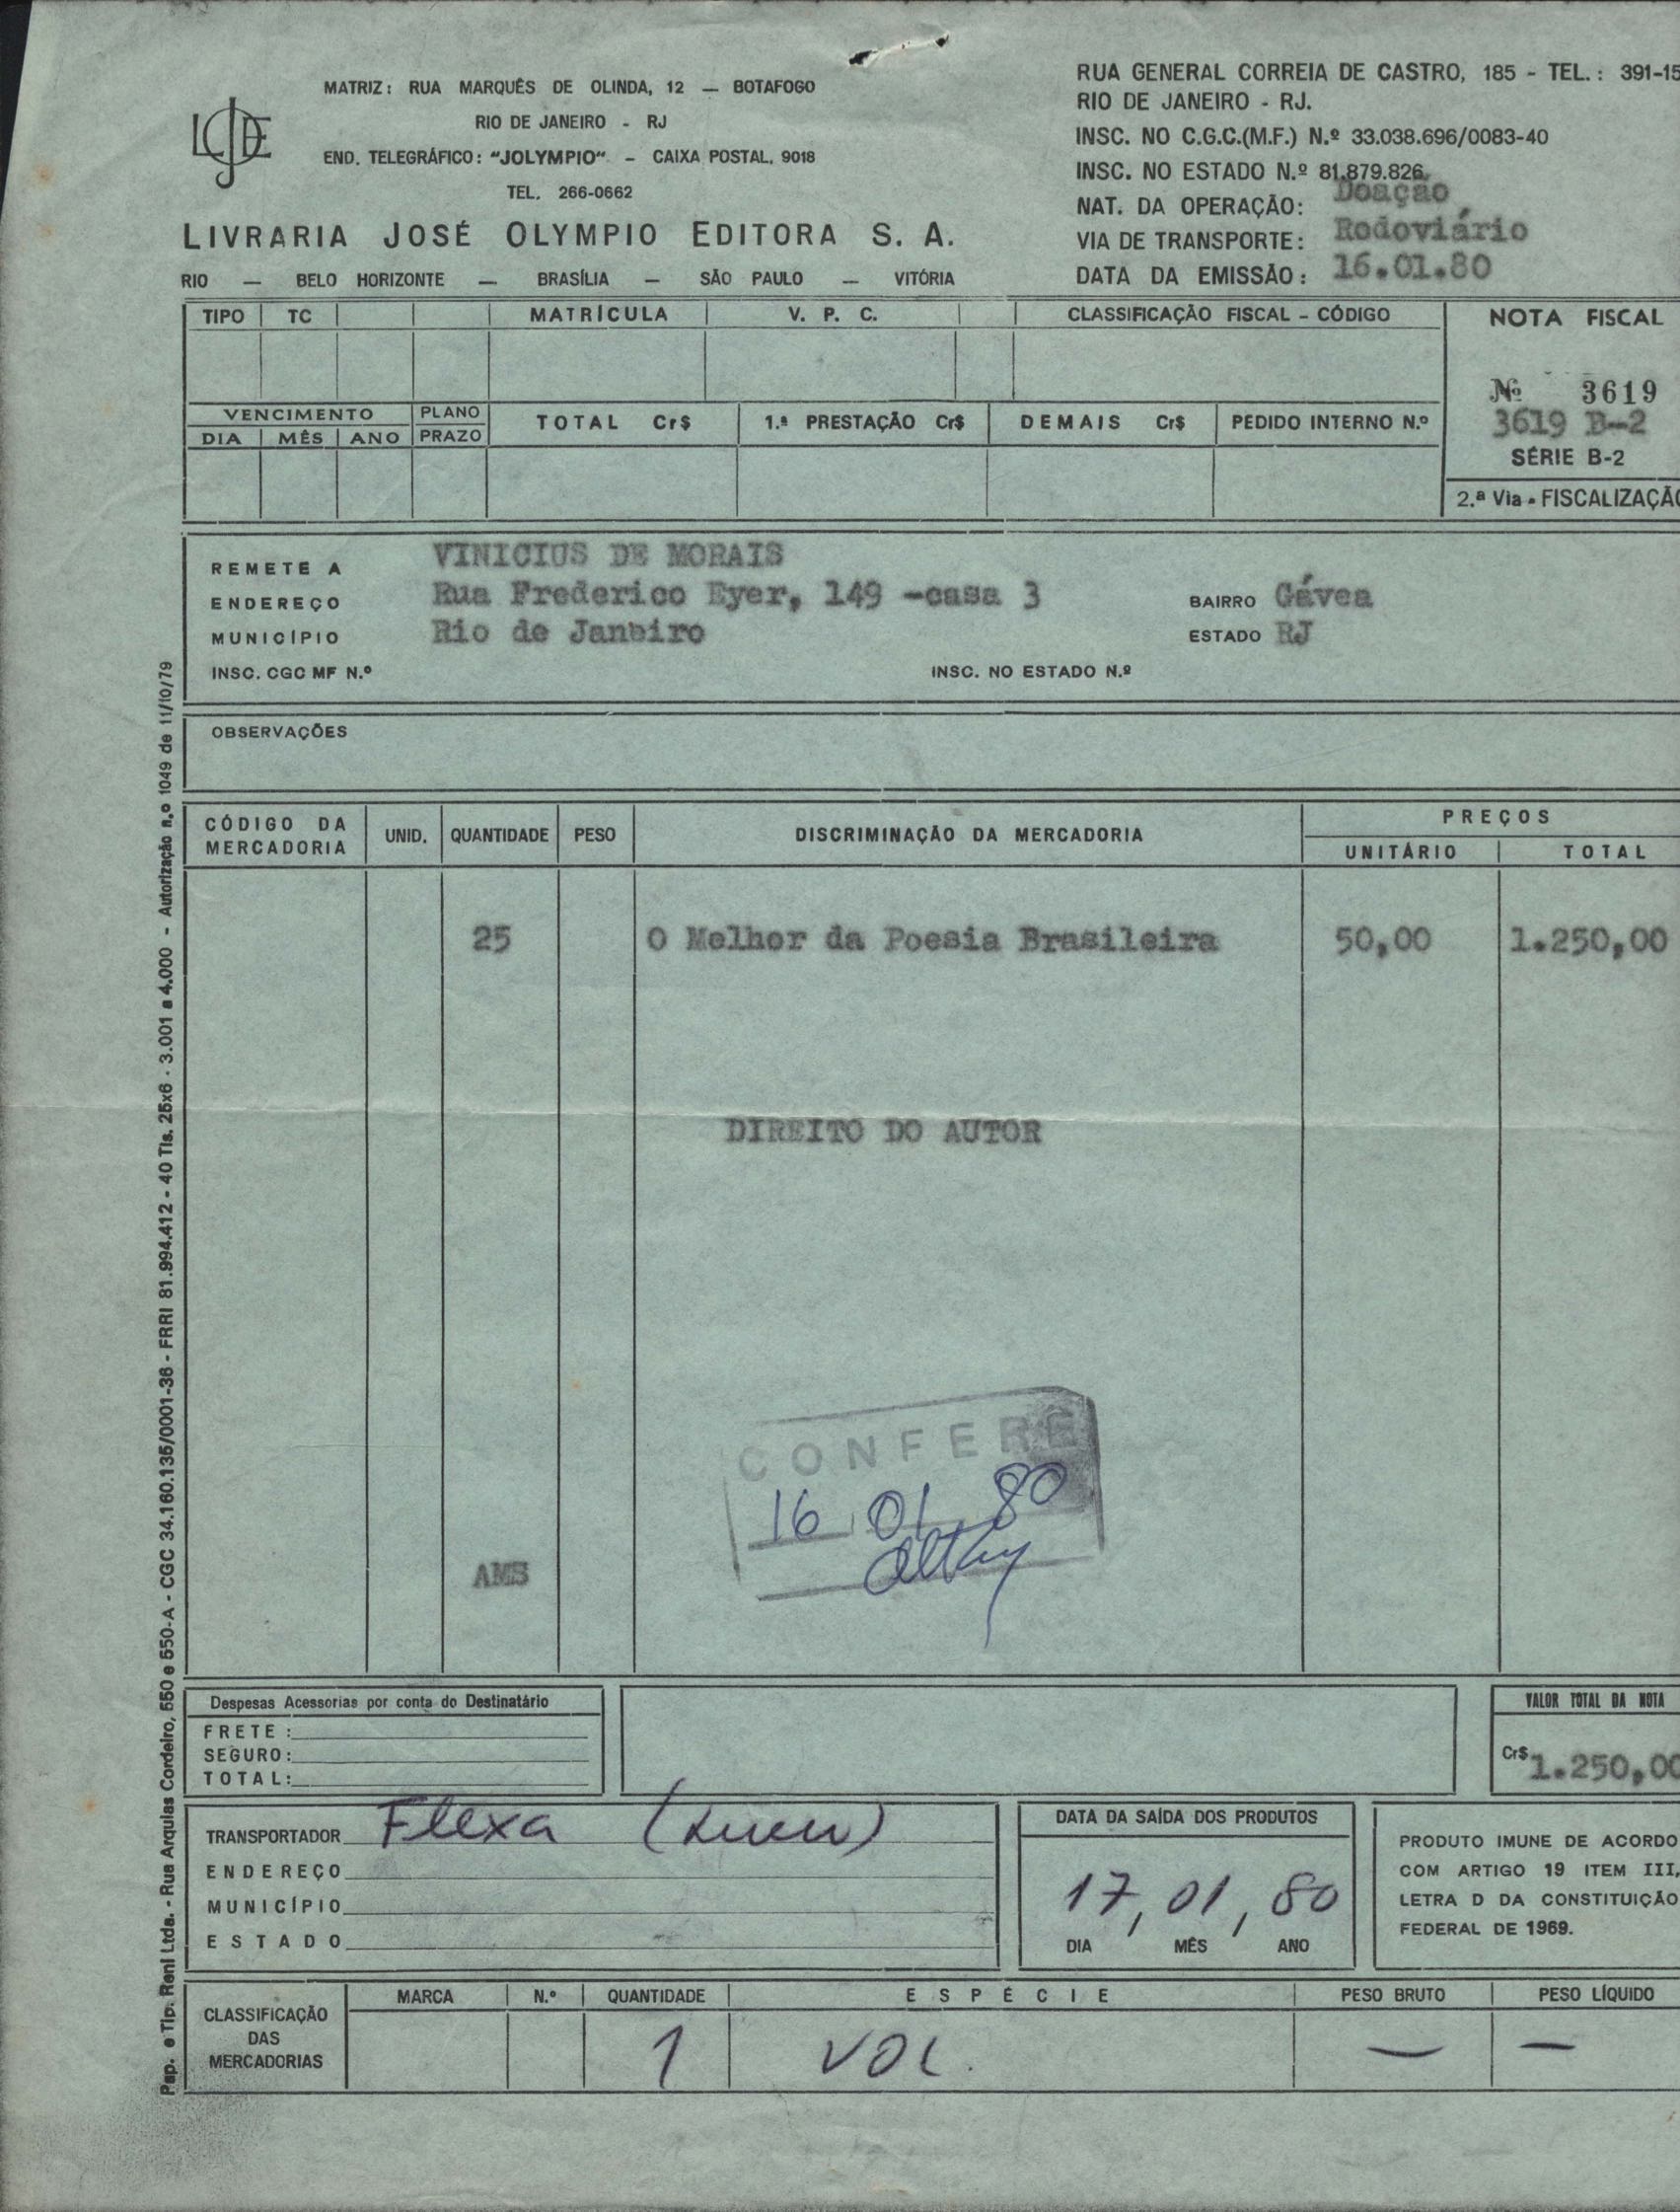 LJOE
MATRIZ: RUA MARQUÊS DE OLINDA, 12 — BOTAFOGO
RIO DE JANEIRO - RJ
END. TELEGRÁFICO: "JOLYMPIO" - CAIXA POSTAL, 9018
TEL. 266-0662
LIVRARIA JOSÉ OLYMPIO EDITORA S. A.
RIO — BELO HORIZONTE — BRASÍLIA — SÃO PAULO — VITÓRIA
RUA GENERAL CORREIA DE CASTRO, 185 - TEL.: 391-15
RIO DE JANEIRO - RJ.
INSC. NO C.G.C.(M.F.) N.º 33.038.696/0083-40
INSC. NO ESTADO N.º 81.879.826
NAT. DA OPERAÇÃO: Doação
VIA DE TRANSPORTE: Rodoviário
DATA DA EMISSÃO: 16.01.80
TIPO TC MATRÍCULA V. P. C. CLASSIFICAÇÃO FISCAL - CÓDIGO
NOTA FISCAL
Nº 3619
3619 B-2
SÉRIE B-2
2.ª Via - FISCALIZAÇÃO
VENCIMENTO PLANO PRAZO TOTAL Cr$ 1.ª PRESTAÇÃO Cr$ DEMAIS Cr$ PEDIDO INTERNO N.º
DIA MÊS ANO
REMETE A VINICIUS DE MORAIS
ENDEREÇO Rua Frederico Eyer, 149 -casa 3 BAIRRO Gávea
MUNICÍPIO Rio de Janeiro ESTADO RJ
INSC. CGC MF N.º INSC. NO ESTADO N.º
OBSERVAÇÕES
CÓDIGO DA MERCADORIA UNID. QUANTIDADE PESO DISCRIMINAÇÃO DA MERCADORIA PREÇOS
UNITÁRIO TOTAL
25 O Melhor da Poesia Brasileira 50,00 1.250,00
DIREITO DO AUTOR
CONFERE
16 01 80
AMS
Despesas Acessorias por conta do Destinatário
FRETE:
SEGURO:
TOTAL:
VALOR TOTAL DA NOTA
Cr$ 1.250,00
TRANSPORTADOR Flexa
ENDEREÇO
MUNICÍPIO
ESTADO
DATA DA SAÍDA DOS PRODUTOS
17, 01, 80
DIA MÊS ANO
PRODUTO IMUNE DE ACORDO
COM ARTIGO 19 ITEM III,
LETRA D DA CONSTITUIÇÃO
FEDERAL DE 1969.
CLASSIFICAÇÃO DAS MERCADORIAS
MARCA N.º QUANTIDADE ESPÉCIE PESO BRUTO PESO LÍQUIDO
1 VOL. — —
Pap. e Tip. Reni Ltda. - Rua Arquias Cordeiro, 550 e 550-A - CGC 34.160.135/0001-36 - FRRI 81.994.412 - 40 Tls. 25x6 - 3.001 a 4.000 - Autorização n.º 1049 de 11/10/79